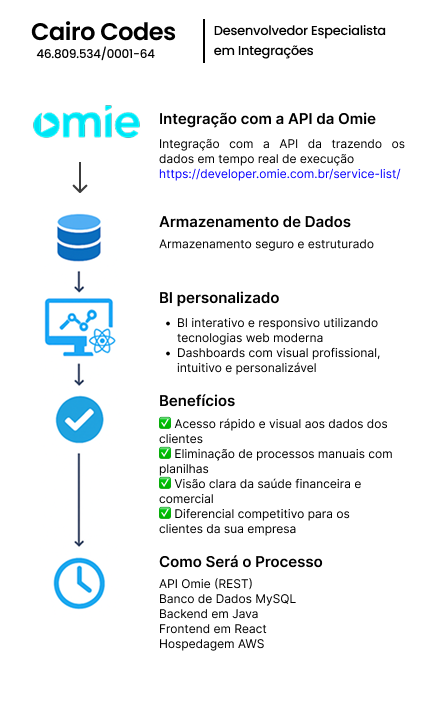 Cairo Codes
46.809.534/0001-64
Desenvolvedor Especialista
em Integrações
omie
Integração com a API da Omie
Integração com a API da trazendo os
dados em tempo real de execução
https://developer.omie.com.br/service-list/
Armazenamento de Dados
Armazenamento seguro e estruturado
BI personalizado
• BI interativo e responsivo utilizando
tecnologias web moderna
• Dashboards com visual profissional,
intuitivo e personalizável
Benefícios
✅ Acesso rápido e visual aos dados dos
clientes
✅ Eliminação de processos manuais com
planilhas
✅ Visão clara da saúde financeira e
comercial
✅ Diferencial competitivo para os
clientes da sua empresa
Como Será o Processo
API Omie (REST)
Banco de Dados MySQL
Backend em Java
Frontend em React
Hospedagem AWS